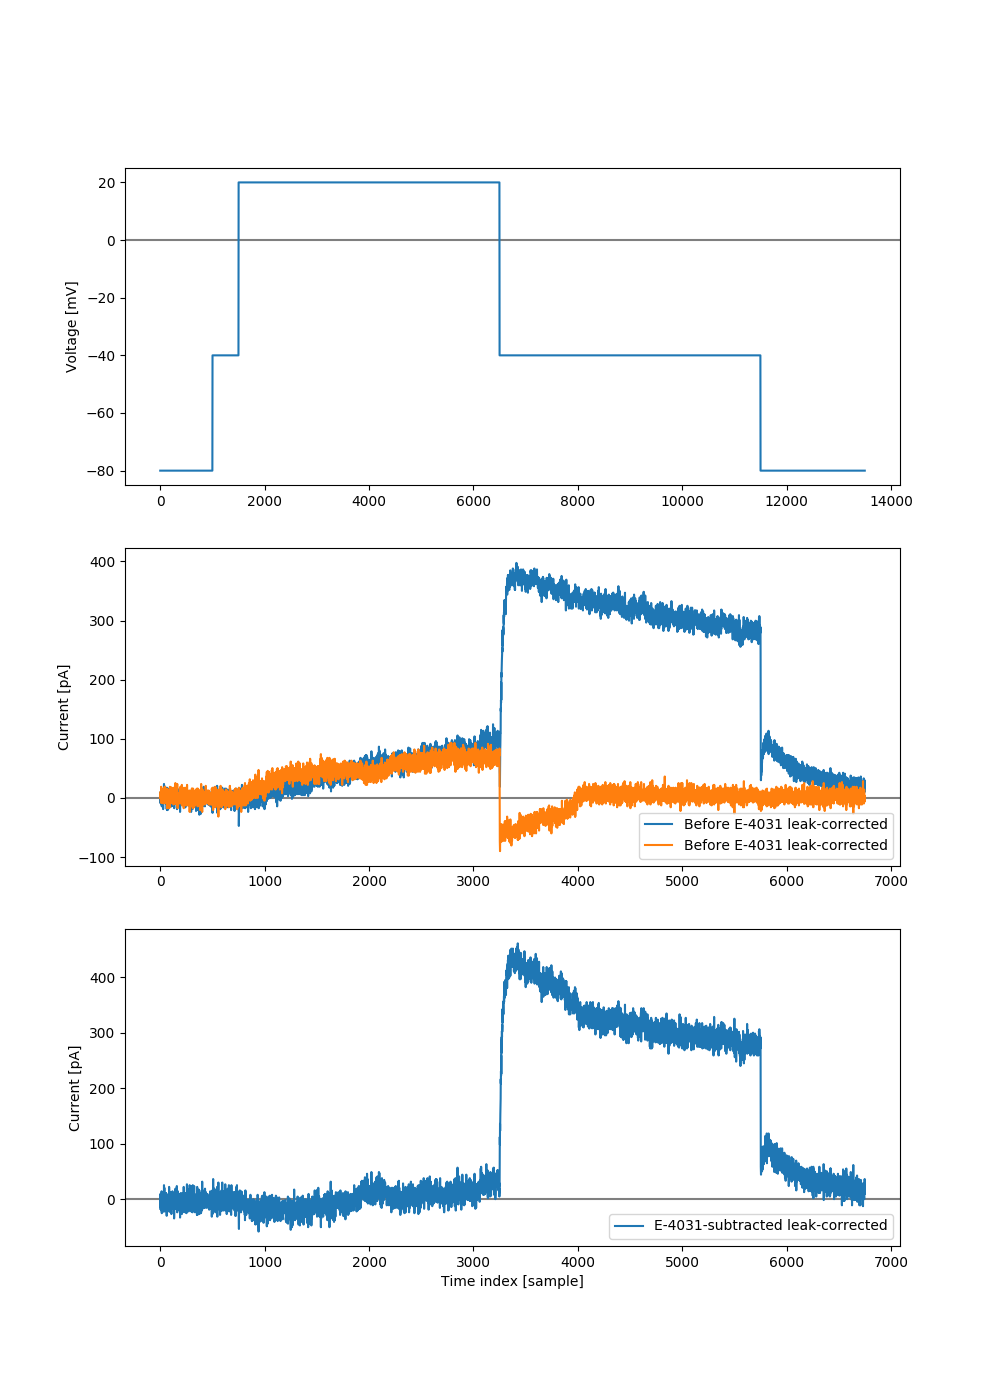 20
0
−20
−40
−60
−80
Voltage [mV]
0 2000 4000 6000 8000 10000 12000 14000
400
300
200
100
0
−100
Current [pA]
Before E-4031 leak-corrected
Before E-4031 leak-corrected
0 1000 2000 3000 4000 5000 6000 7000
400
300
200
100
0
Current [pA]
E-4031-subtracted leak-corrected
0 1000 2000 3000 4000 5000 6000 7000
Time index [sample]